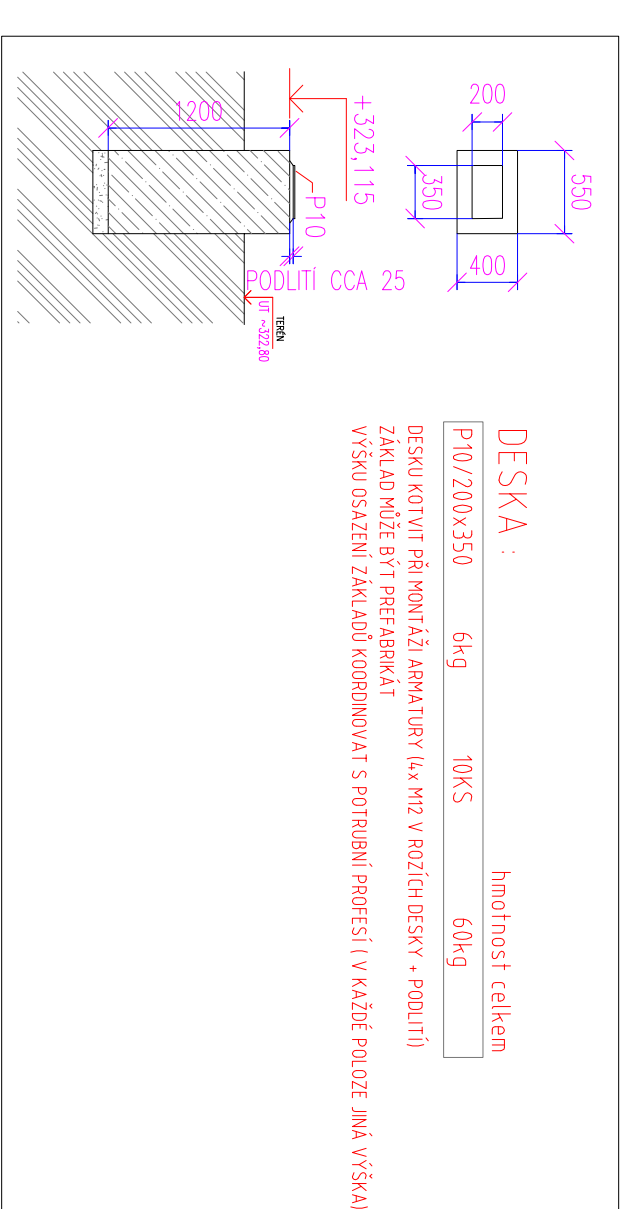 550
200
350
400
+323,115
P10
1200
PODLITÍ CCA 25
TERÉN
UT ~322,80
DESKA :
hmotnost celkem
P10/200x350 6kg 10KS 60kg
DESKU KOTVIT PŘI MONTÁŽI ARMATURY (4x M12 V ROZÍCH DESKY + PODLITÍ)
ZÁKLAD MŮŽE BÝT PREFABRIKÁT
VÝŠKU OSAZENÍ ZÁKLADŮ KOORDINOVAT S POTRUBNÍ PROFESÍ ( V KAŽDÉ POLOZE JINÁ VÝŠKA)